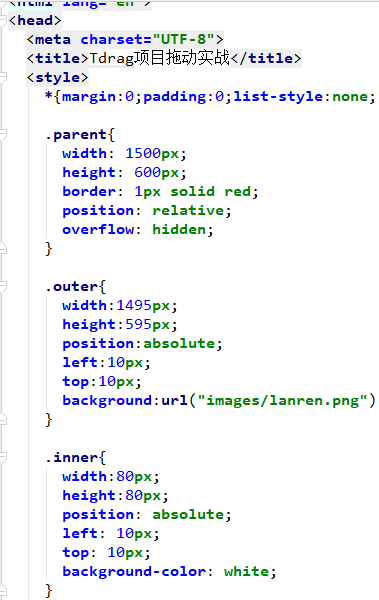 <html lang="en">
<head>
<meta charset="UTF-8">
<title>Tdrag项目拖动实战</title>
<style>
*{margin:0;padding:0;list-style:none;
.parent{
width: 1500px;
height: 600px;
border: 1px solid red;
position: relative;
overflow: hidden;
}
.outer{
width:1495px;
height:595px;
position:absolute;
left:10px;
top:10px;
background:url("images/lanren.png")
}
.inner{
width:80px;
height:80px;
position: absolute;
left: 10px;
top: 10px;
background-color: white;
}